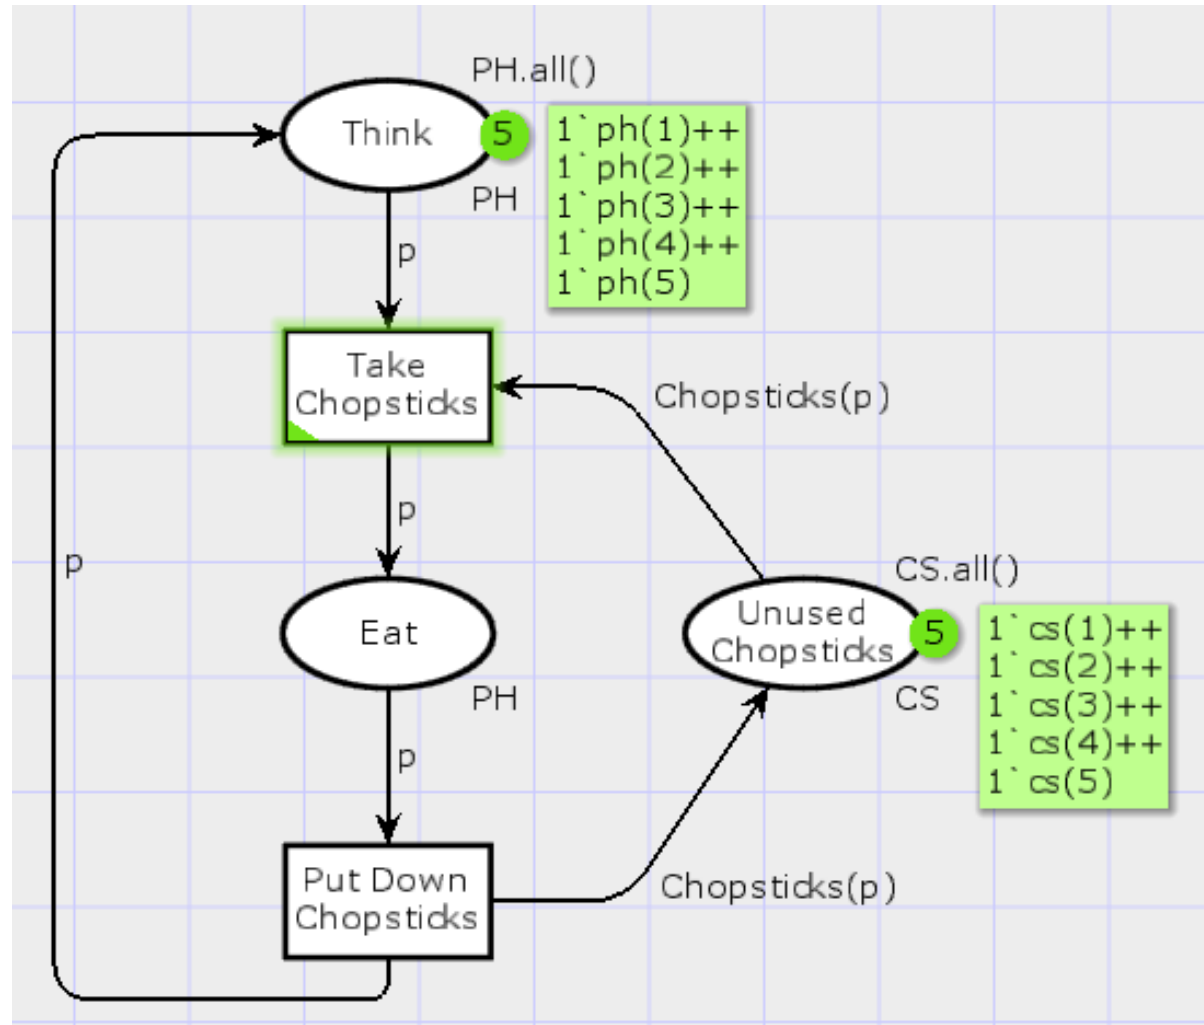 PH.all()
Think
5
1`ph(1)++
1`ph(2)++
1`ph(3)++
1`ph(4)++
1`ph(5)
PH
p
Take
Chopsticks
Chopsticks(p)
p
p
CS.all()
Eat
Unused
Chopsticks
5
1`cs(1)++
1`cs(2)++
1`cs(3)++
1`cs(4)++
1`cs(5)
PH
CS
p
Put Down
Chopsticks
Chopsticks(p)